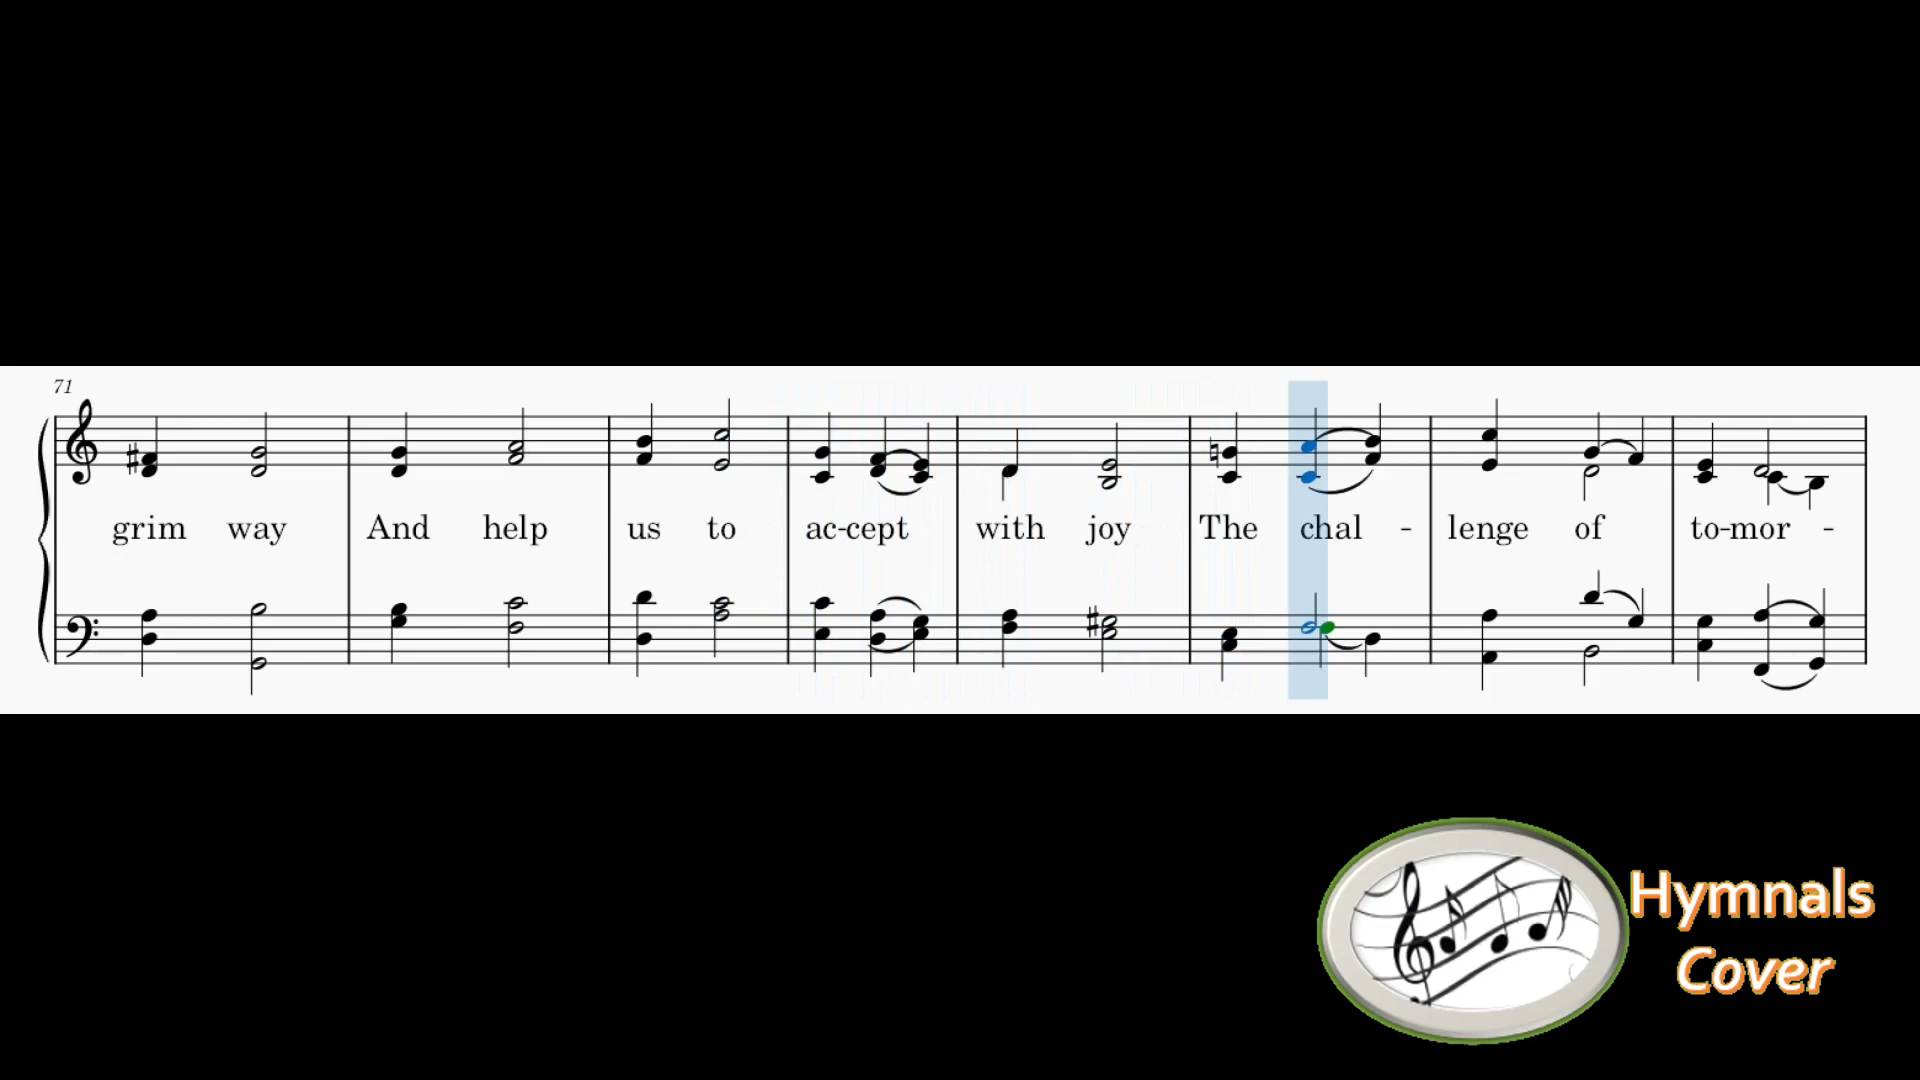 71
grim way And help us to ac-cept with joy The chal - lenge of to-mor -
Hymnals
Cover